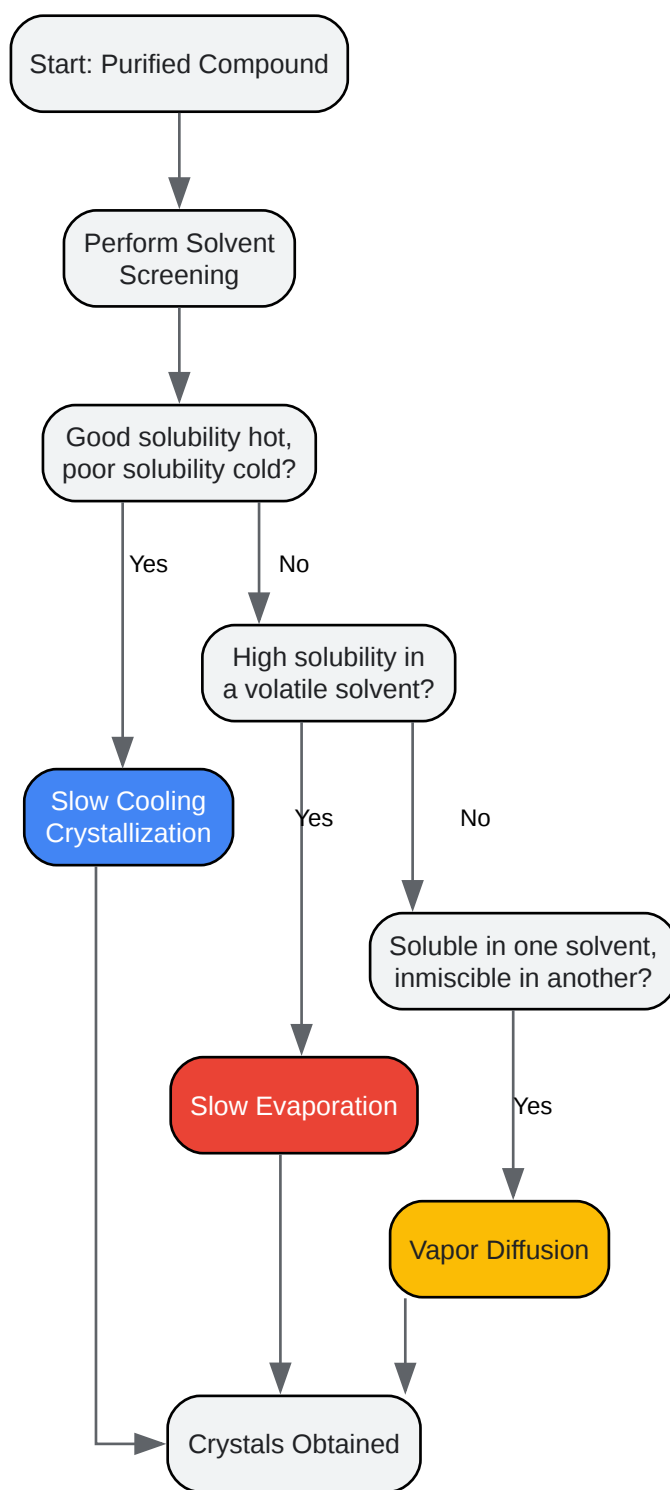 Start: Purified Compound
Perform Solvent
Screening
Good solubility hot,
poor solubility cold?
Yes
No
High solubility in
a volatile solvent?
Slow Cooling
Crystallization
Yes
No
Soluble in one solvent,
inmiscible in another?
Slow Evaporation
Yes
Vapor Diffusion
Crystals Obtained